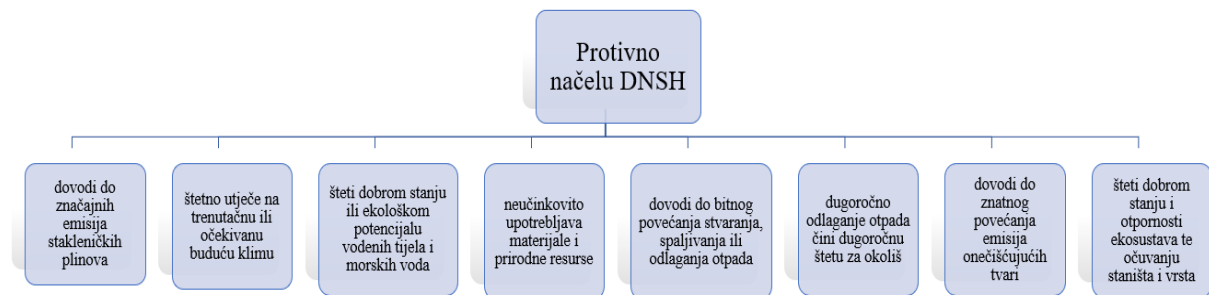 Protivno
načelu DNSH
dovodi do
značajnih
emisija
stakleničkih
plinova
štetno utječe na
trenutačnu ili
očekivanu
buduću klimu
šteti dobrom stanju
ili ekološkom
potencijalu
vodenih tijela i
morskih voda
neučinkovito
upotrebljava
materijale i
prirodne resurse
dovodi do bitnog
povećanja stvaranja,
spaljivanja ili
odlaganja otpada
dugoročno
odlaganje otpada
čini dugoročnu
štetu za okoliš
dovodi do
znatnog
povećanja
emisija
onečišćujućih
tvari
šteti dobrom
stanju i
otpornosti
ekosustava te
očuvanju
staništa i vrsta